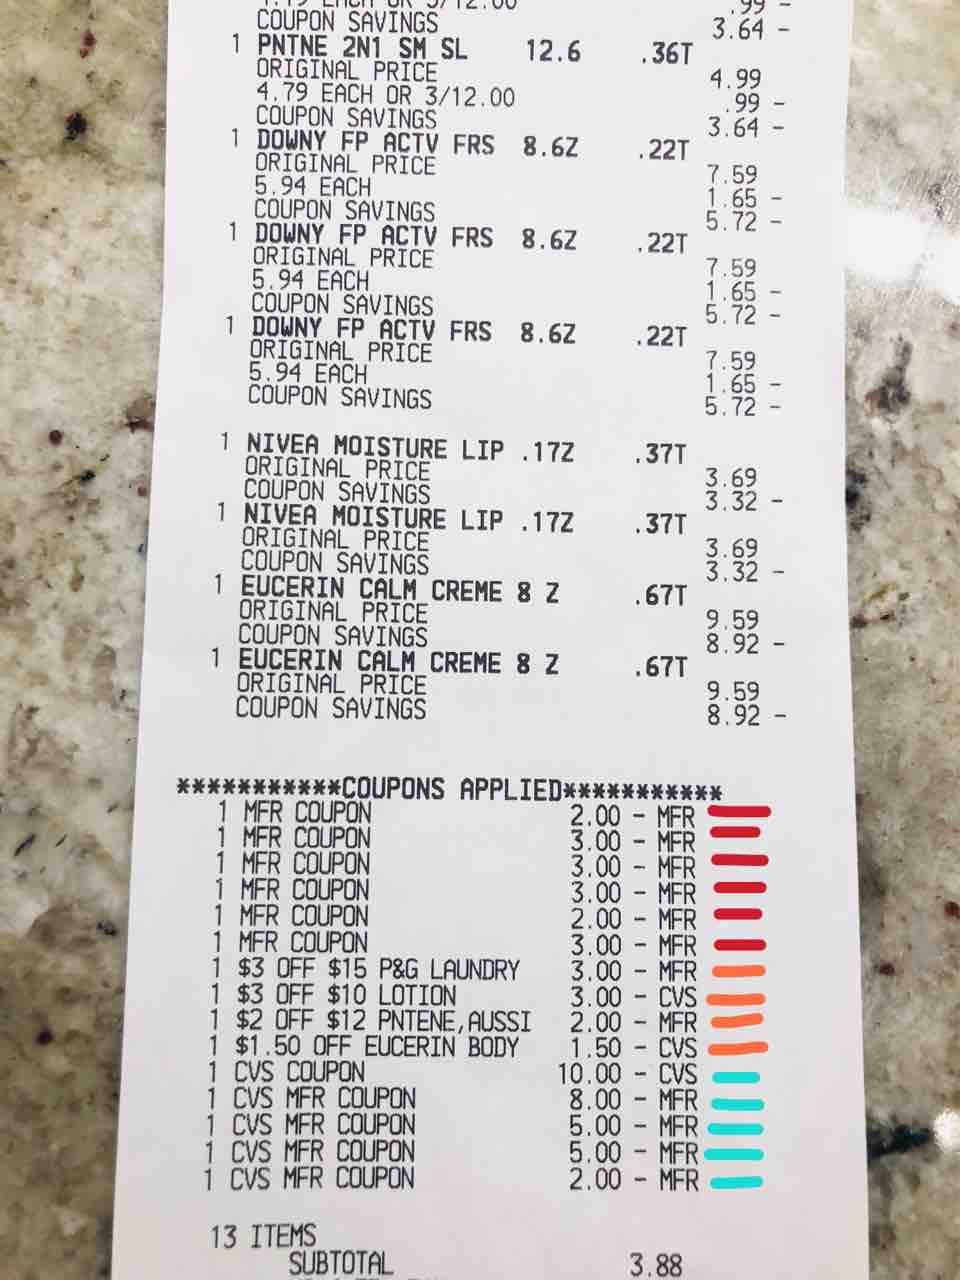 4.79 EACH OR 3/12.00 .99 -
COUPON SAVINGS 3.64 -
1 PNTNE 2N1 SM SL 12.6 .36T
ORIGINAL PRICE 4.99
4.79 EACH OR 3/12.00 .99 -
COUPON SAVINGS 3.64 -
1 DOWNY FP ACTV FRS 8.6Z .22T
ORIGINAL PRICE 7.59
5.94 EACH 1.65 -
COUPON SAVINGS 5.72 -
1 DOWNY FP ACTV FRS 8.6Z .22T
ORIGINAL PRICE 7.59
5.94 EACH 1.65 -
COUPON SAVINGS 5.72 -
1 DOWNY FP ACTV FRS 8.6Z .22T
ORIGINAL PRICE 7.59
5.94 EACH 1.65 -
COUPON SAVINGS 5.72 -
1 NIVEA MOISTURE LIP .17Z .37T
ORIGINAL PRICE 3.69
COUPON SAVINGS 3.32 -
1 NIVEA MOISTURE LIP .17Z .37T
ORIGINAL PRICE 3.69
COUPON SAVINGS 3.32 -
1 EUCERIN CALM CREME 8 Z .67T
ORIGINAL PRICE 9.59
COUPON SAVINGS 8.92 -
1 EUCERIN CALM CREME 8 Z .67T
ORIGINAL PRICE 9.59
COUPON SAVINGS 8.92 -
***********COUPONS APPLIED***********
1 MFR COUPON 2.00 - MFR
1 MFR COUPON 3.00 - MFR
1 MFR COUPON 3.00 - MFR
1 MFR COUPON 3.00 - MFR
1 MFR COUPON 2.00 - MFR
1 MFR COUPON 3.00 - MFR
1 $3 OFF $15 P&G LAUNDRY 3.00 - MFR
1 $3 OFF $10 LOTION 3.00 - CVS
1 $2 OFF $12 PNTENE,AUSSI 2.00 - MFR
1 $1.50 OFF EUCERIN BODY 1.50 - CVS
1 CVS COUPON 10.00 - CVS
1 CVS MFR COUPON 8.00 - MFR
1 CVS MFR COUPON 5.00 - MFR
1 CVS MFR COUPON 5.00 - MFR
1 CVS MFR COUPON 2.00 - MFR
13 ITEMS
SUBTOTAL 3.88